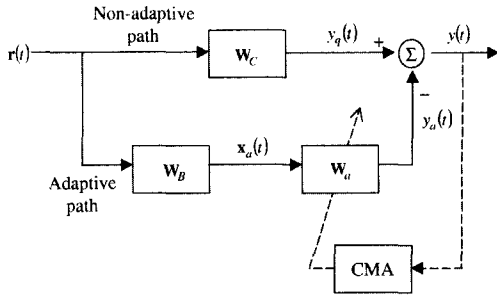 Non-adaptive
path
r(t)
W_C
y_q(t)
+
Σ
y(t)
−
y_a(t)
W_B
x_a(t)
W_a
Adaptive
path
CMA